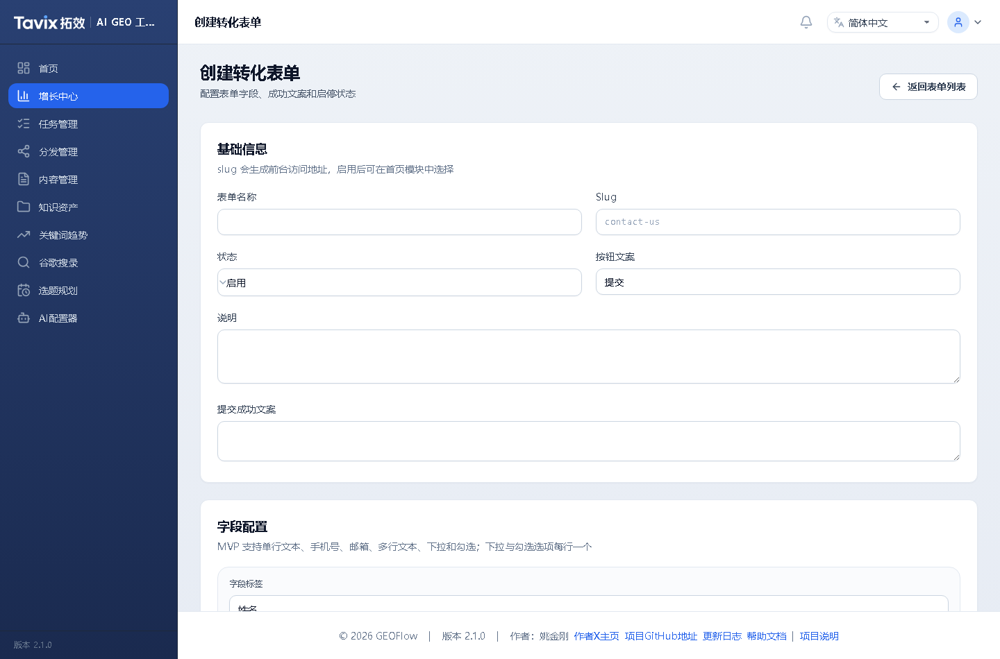 Tavix拓效 AI GEO 工...
首页
增长中心
任务管理
分发管理
内容管理
知识资产
关键词趋势
谷歌搜录
选题规划
AI配置器
版本 2.1.0
创建转化表单
简体中文
创建转化表单
配置表单字段、成功文案和启停状态
返回表单列表
基础信息
slug 会生成前台访问地址，启用后可在首页模块中选择
表单名称
Slug
contact-us
状态
按钮文案
启用
提交
说明
提交成功文案
字段配置
MVP 支持单行文本、手机号、邮箱、多行文本、下拉和勾选；下拉与勾选选项每行一个
字段标签
姓名
© 2026 GEOFlow | 版本 2.1.0 | 作者：姚金刚 作者X主页 项目GitHub地址 更新日志 帮助文档 | 项目说明